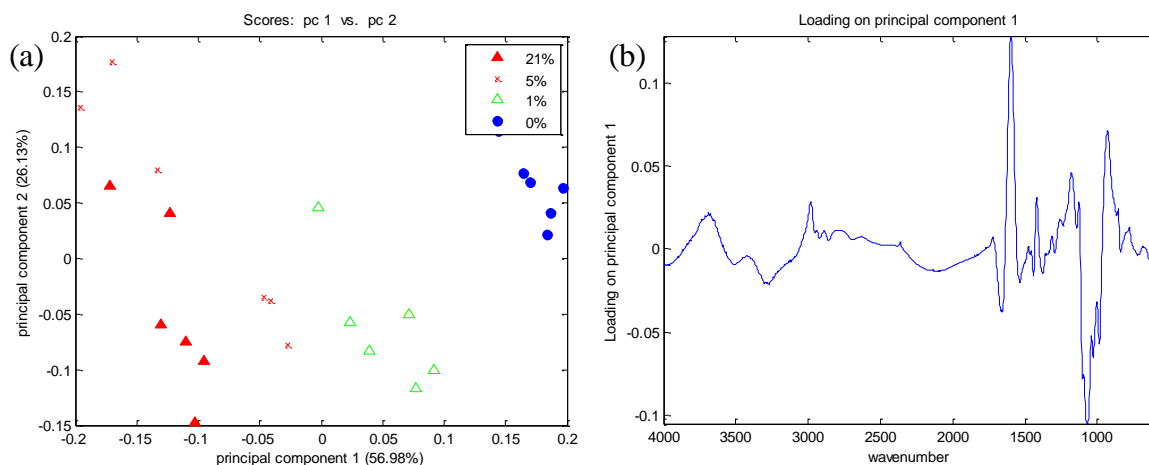 (a)
Scores: pc 1 vs. pc 2
principal component 2 (26.13%)
0.2
0.15
0.1
0.05
0
-0.05
-0.1
-0.15
-0.2 -0.15 -0.1 -0.05 0 0.05 0.1 0.15 0.2
principal component 1 (56.98%)
21%
5%
1%
0%
(b)
Loading on principal component 1
Loading on principal component 1
0.1
0.05
0
-0.05
-0.1
4000 3500 3000 2500 2000 1500 1000
wavenumber